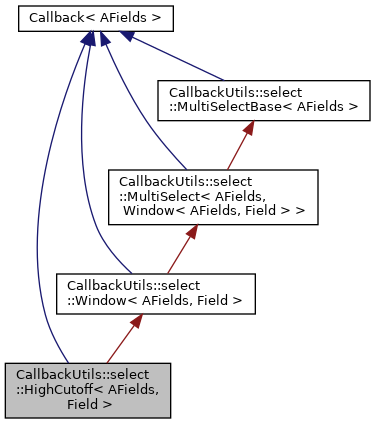 Callback< AFields >
CallbackUtils::select
::MultiSelectBase< AFields >
CallbackUtils::select
::MultiSelect< AFields,
Window< AFields, Field > >
CallbackUtils::select
::Window< AFields, Field >
CallbackUtils::select
::HighCutoff< AFields,
Field >